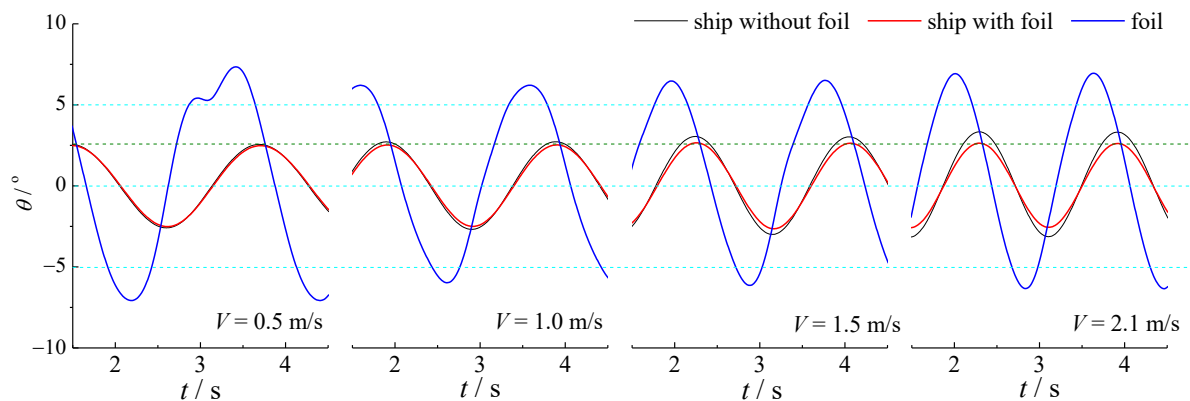 10
ship without foil ship with foil foil
5
0
−5
−10
θ / °
V = 0.5 m/s V = 1.0 m/s V = 1.5 m/s V = 2.1 m/s
2 3 4 2 3 4 2 3 4 2 3 4
t / s t / s t / s t / s